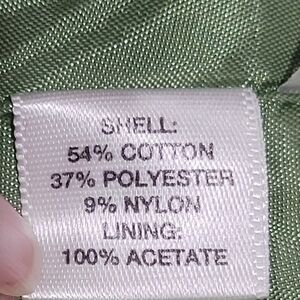 SHELL:
54% COTTON
37% POLYESTER
9% NYLON
LINING:
100% ACETATE